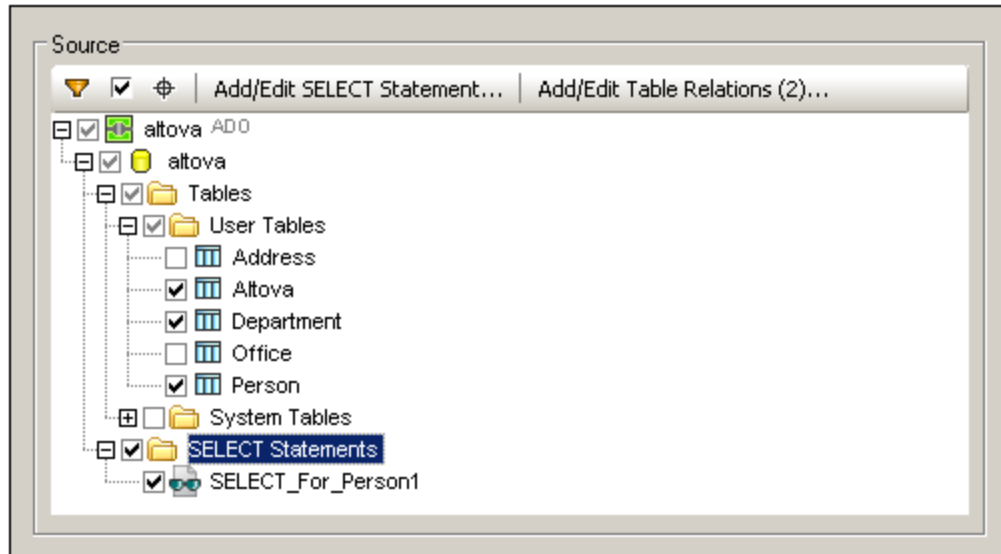 Source
Add/Edit SELECT Statement... Add/Edit Table Relations (2)...
altova ADO
altova
Tables
User Tables
Address
Altova
Department
Office
Person
System Tables
SELECT Statements
SELECT_For_Person1